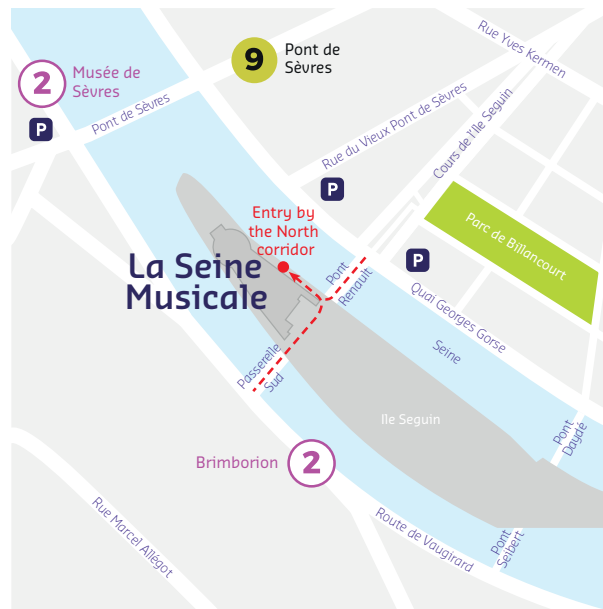 Rue Yves Kermen
9
Pont de
Sèvres
2
Musée de
Sèvres
P
Pont de Sèvres
Rue du Vieux Pont de Sèvres
Cours de l'Ile Seguin
P
Entry by
the North
corridor
Parc de Billancourt
La Seine
Musicale
P
Pont
Renault
Quai Georges Gorse
Seine
Passerelle
Sud
Ile Seguin
Pont
Daydé
Brimborion
2
Rue Marcel Allégot
Route de Vaugirard
Pont
Seibert